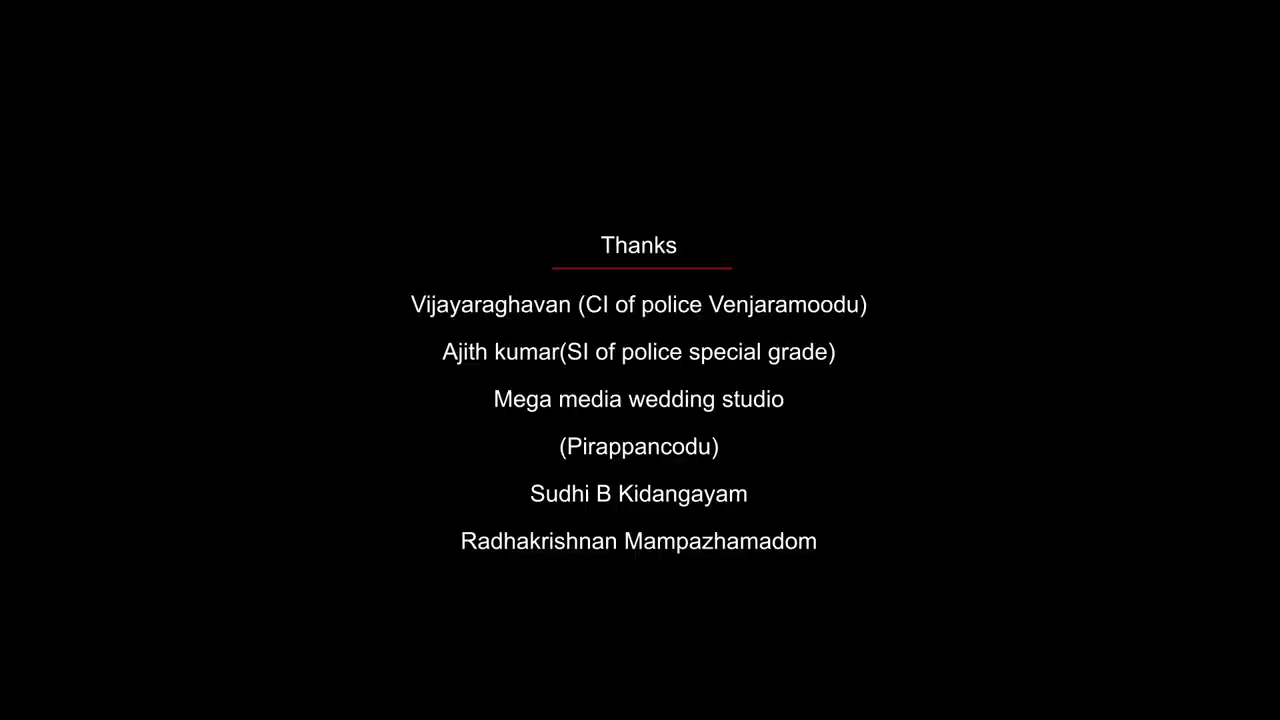 Thanks
Vijayaraghavan (CI of police Venjaramoodu)
Ajith kumar(SI of police special grade)
Mega media wedding studio
(Pirappancodu)
Sudhi B Kidangayam
Radhakrishnan Mampazhamadom